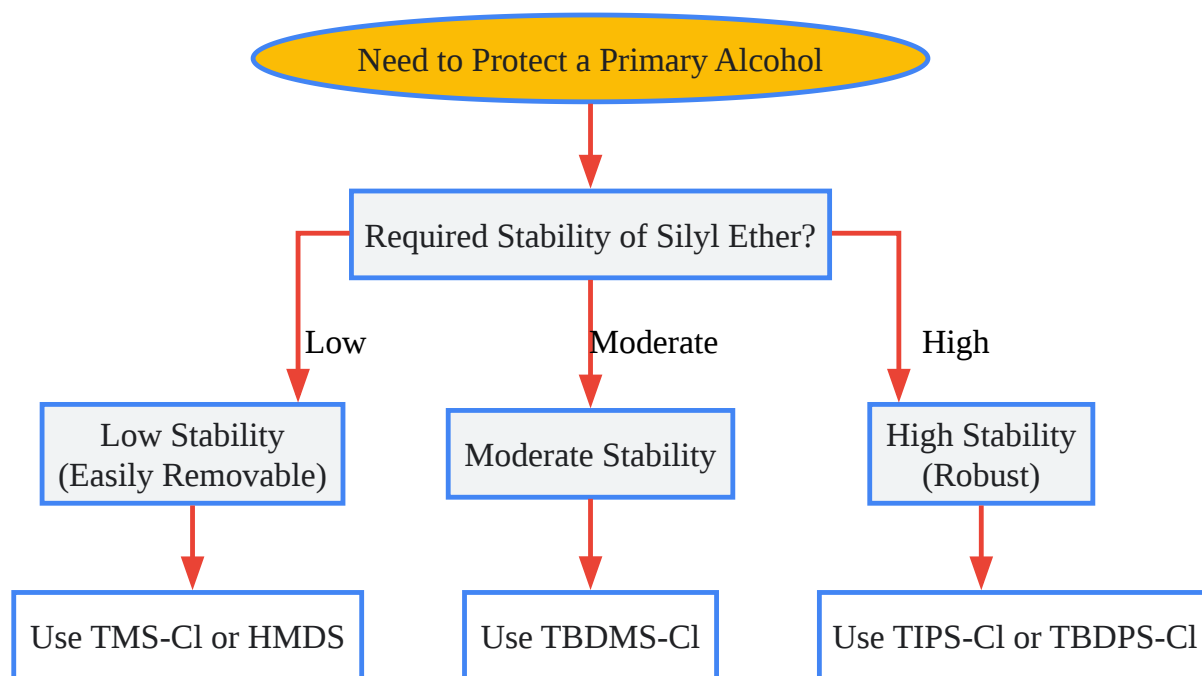 Need to Protect a Primary Alcohol
Required Stability of Silyl Ether?
Low
Moderate
High
Low Stability
(Easily Removable)
Moderate Stability
High Stability
(Robust)
Use TMS-Cl or HMDS
Use TBDMS-Cl
Use TIPS-Cl or TBDPS-Cl